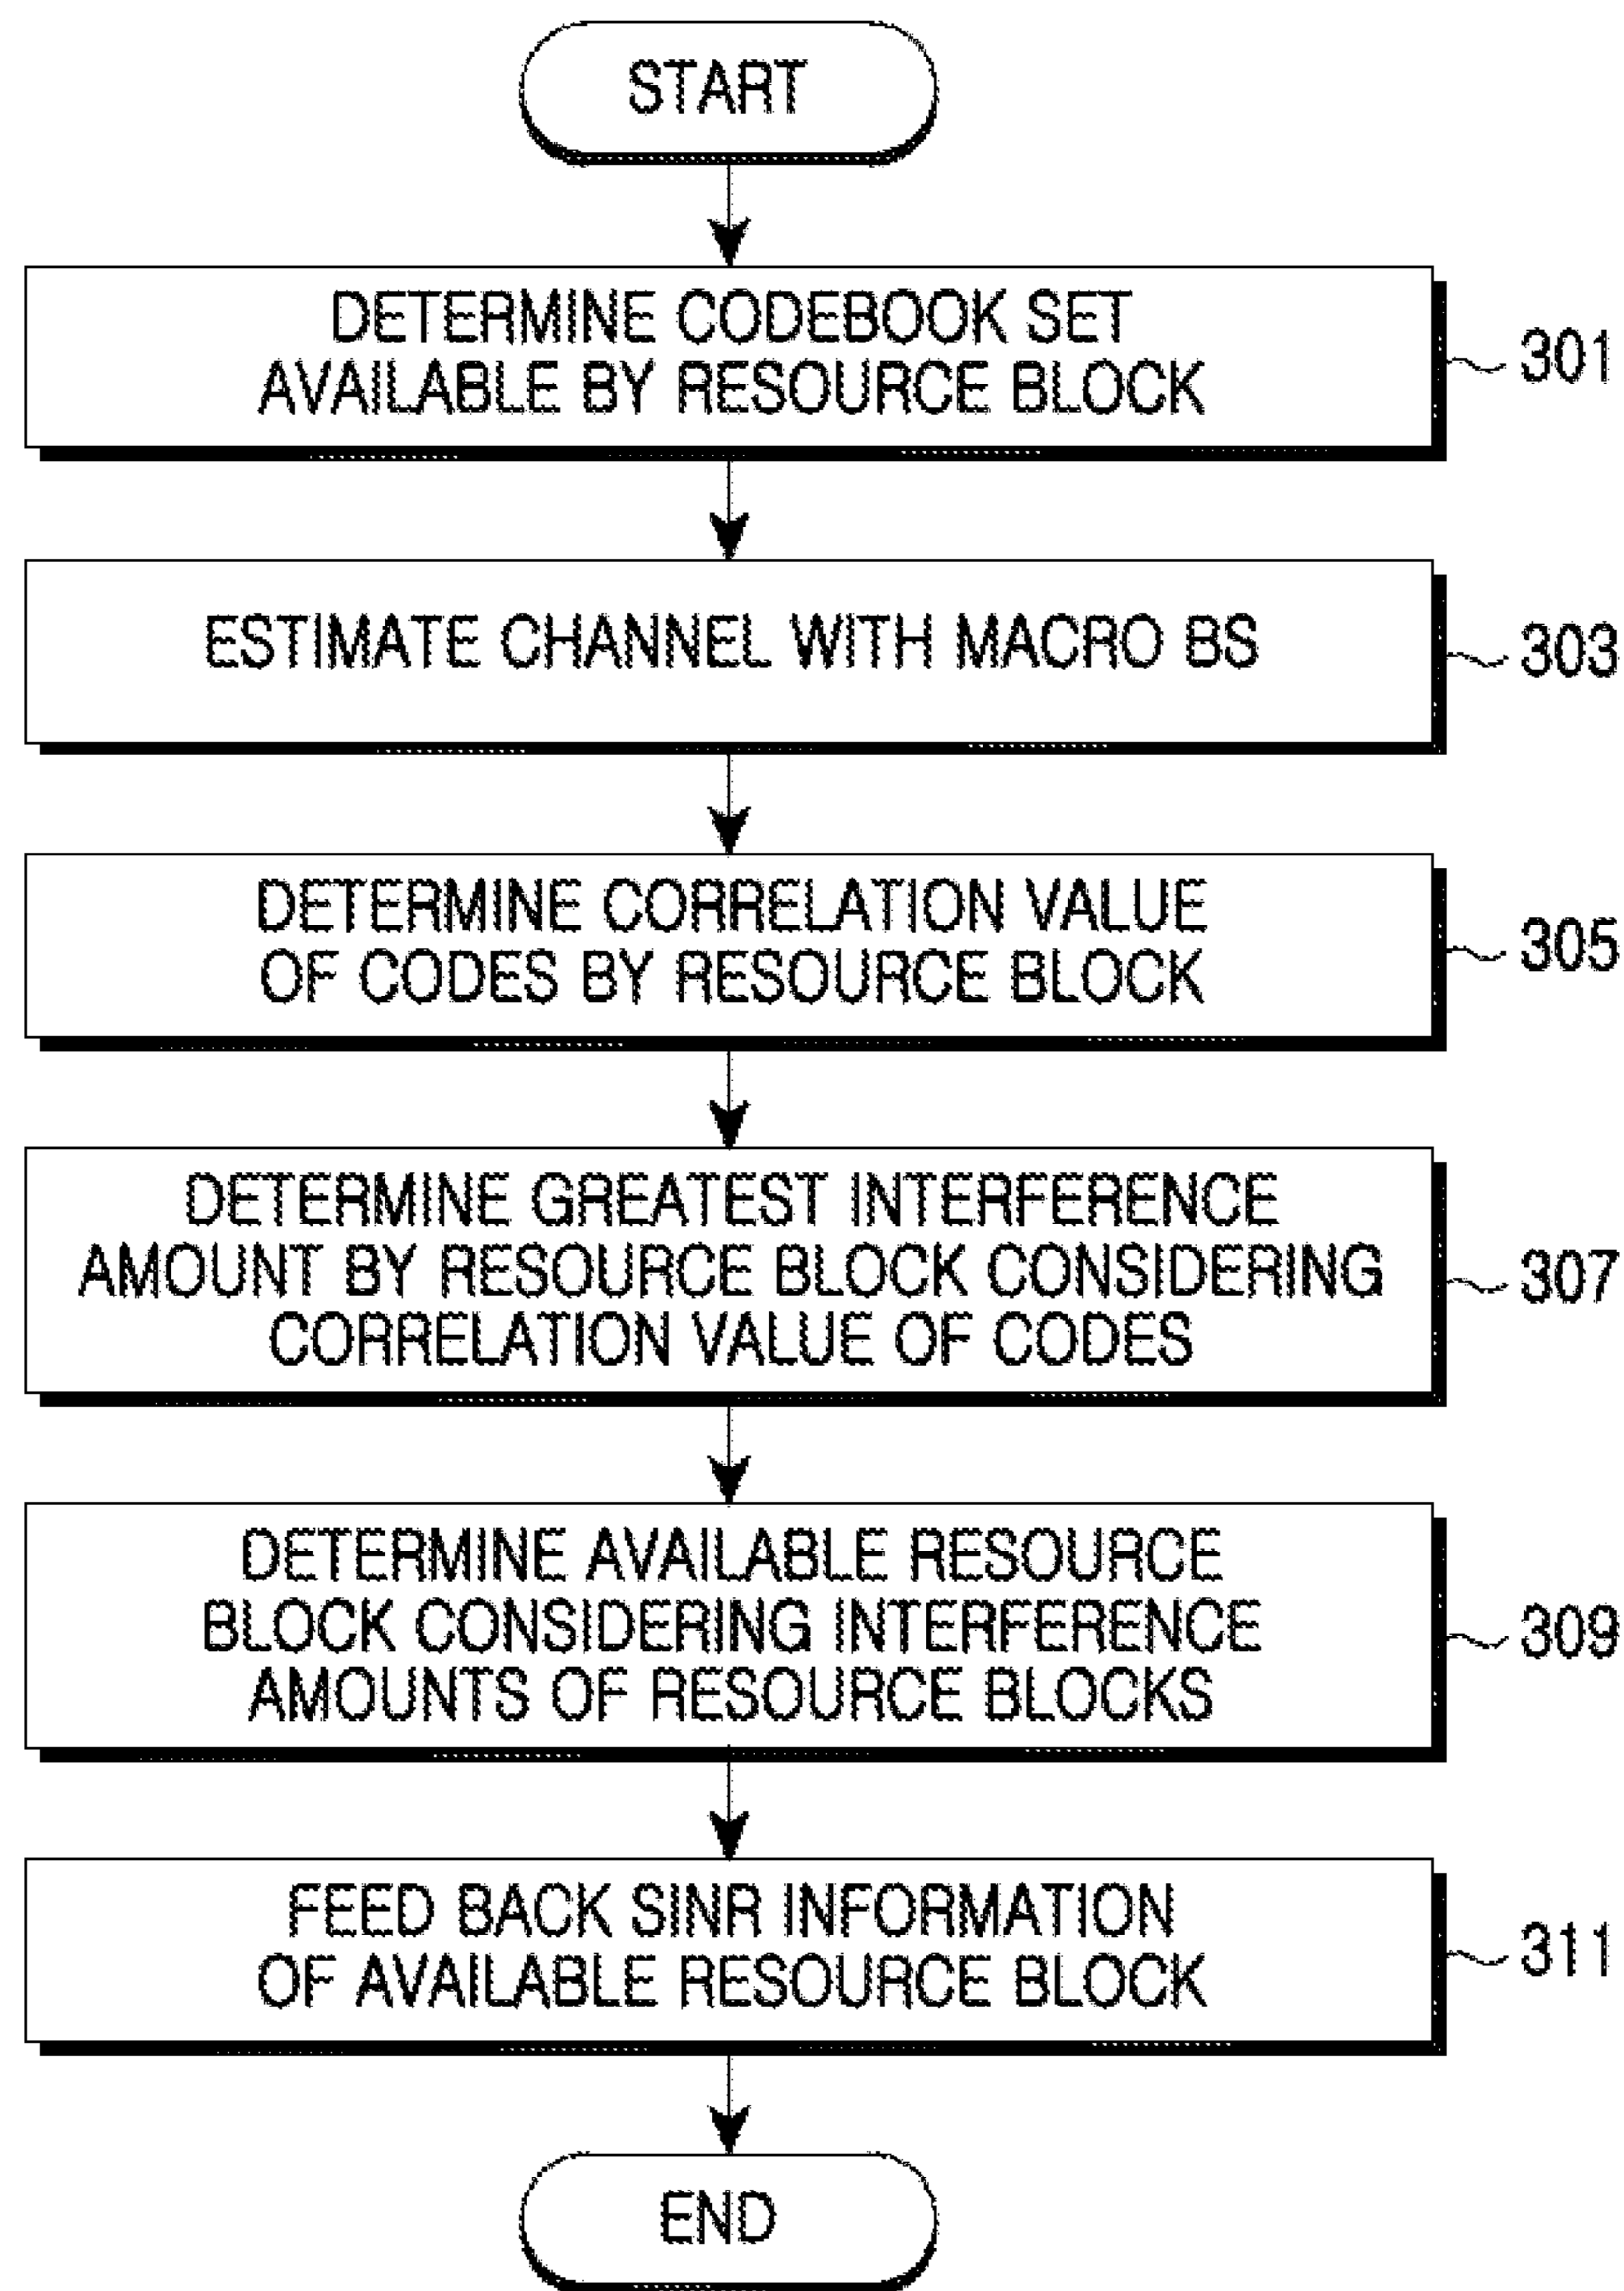 START
DETERMINE CODEBOOK SET
AVAILABLE BY RESOURCE BLOCK
301
ESTIMATE CHANNEL WITH MACRO BS
303
DETERMINE CORRELATION VALUE
OF CODES BY RESOURCE BLOCK
305
DETERMINE GREATEST INTERFERENCE
AMOUNT BY RESOURCE BLOCK CONSIDERING
CORRELATION VALUE OF CODES
307
DETERMINE AVAILABLE RESOURCE
BLOCK CONSIDERING INTERFERENCE
AMOUNTS OF RESOURCE BLOCKS
309
FEED BACK SINR INFORMATION
OF AVAILABLE RESOURCE BLOCK
311
END